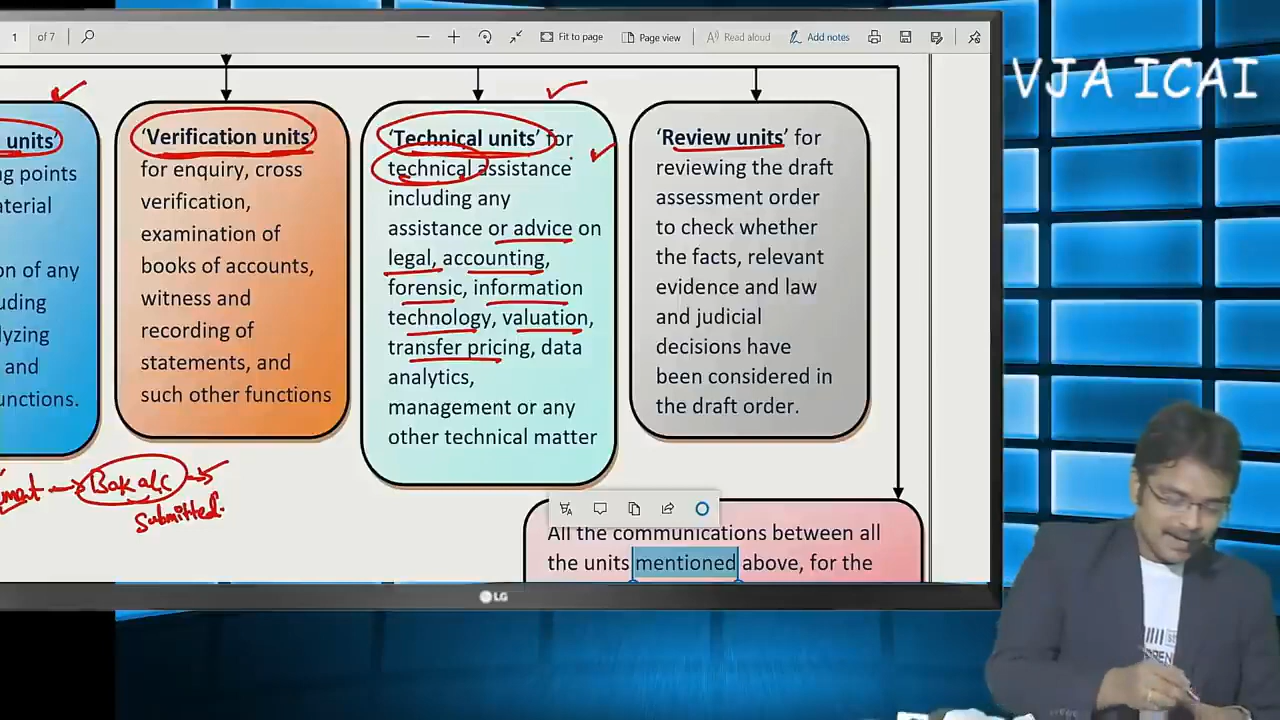 1 of 7 Fit to page Page view Read aloud Add notes
VJA ICAI
units'
ng points
aterial
on of any
uding
lyzing
and
unctions.
'Verification units'
for enquiry, cross
verification,
examination of
books of accounts,
witness and
recording of
statements, and
such other functions
'Technical units' for
technical assistance
including any
assistance or advice on
legal, accounting,
forensic, information
technology, valuation,
transfer pricing, data
analytics,
management or any
other technical matter
'Review units' for
reviewing the draft
assessment order
to check whether
the facts, relevant
evidence and law
and judicial
decisions have
been considered in
the draft order.
Bok a/c
Submitted.
All the communications between all
the units mentioned above, for the
LG